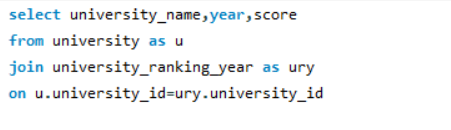 select university_name,year,score
from university as u
join university_ranking_year as ury
on u.university_id=ury.university_id